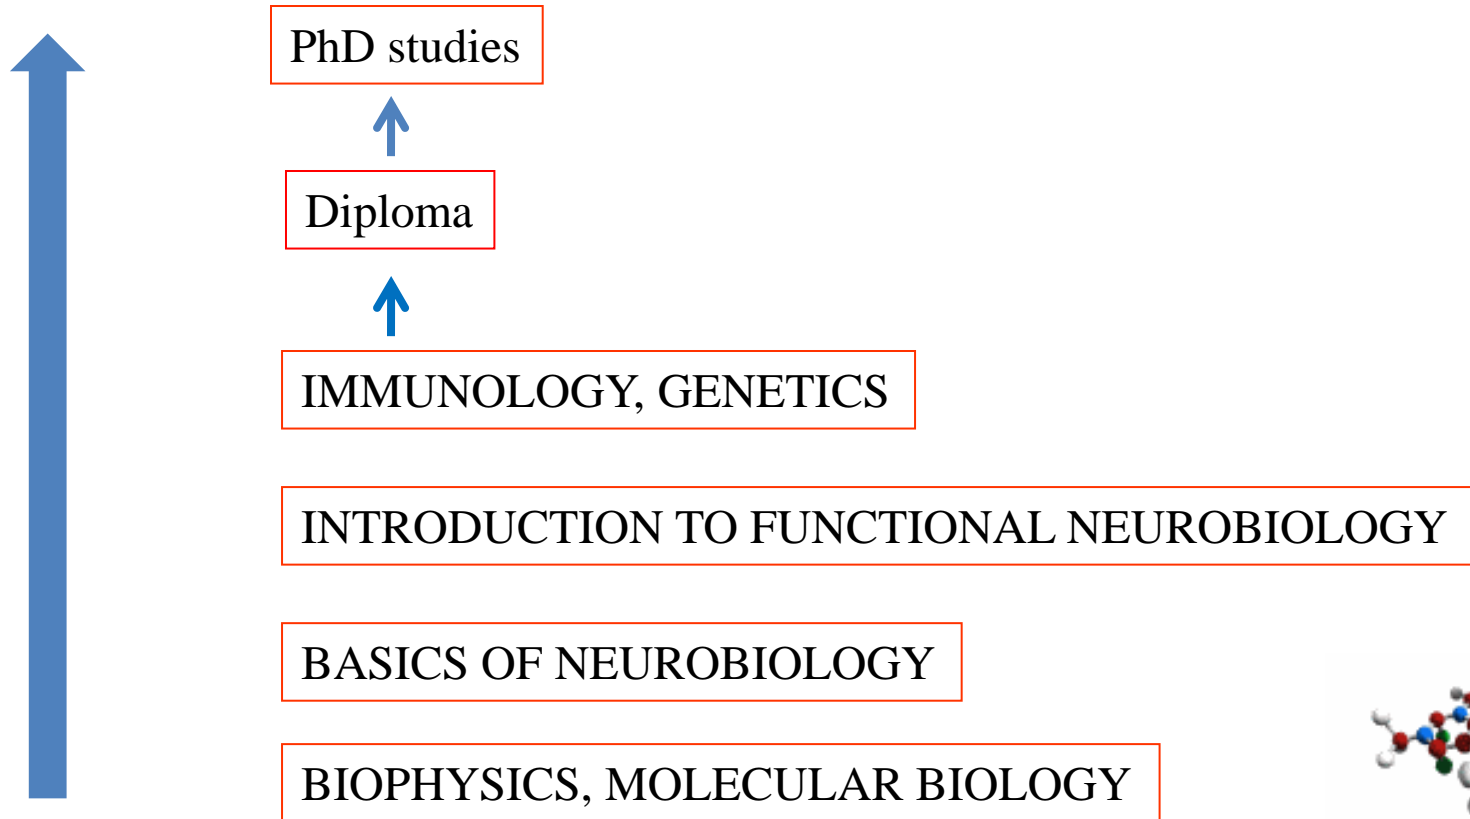 PhD studies
Diploma
IMMUNOLOGY, GENETICS
INTRODUCTION TO FUNCTIONAL NEUROBIOLOGY
BASICS OF NEUROBIOLOGY
BIOPHYSICS, MOLECULAR BIOLOGY